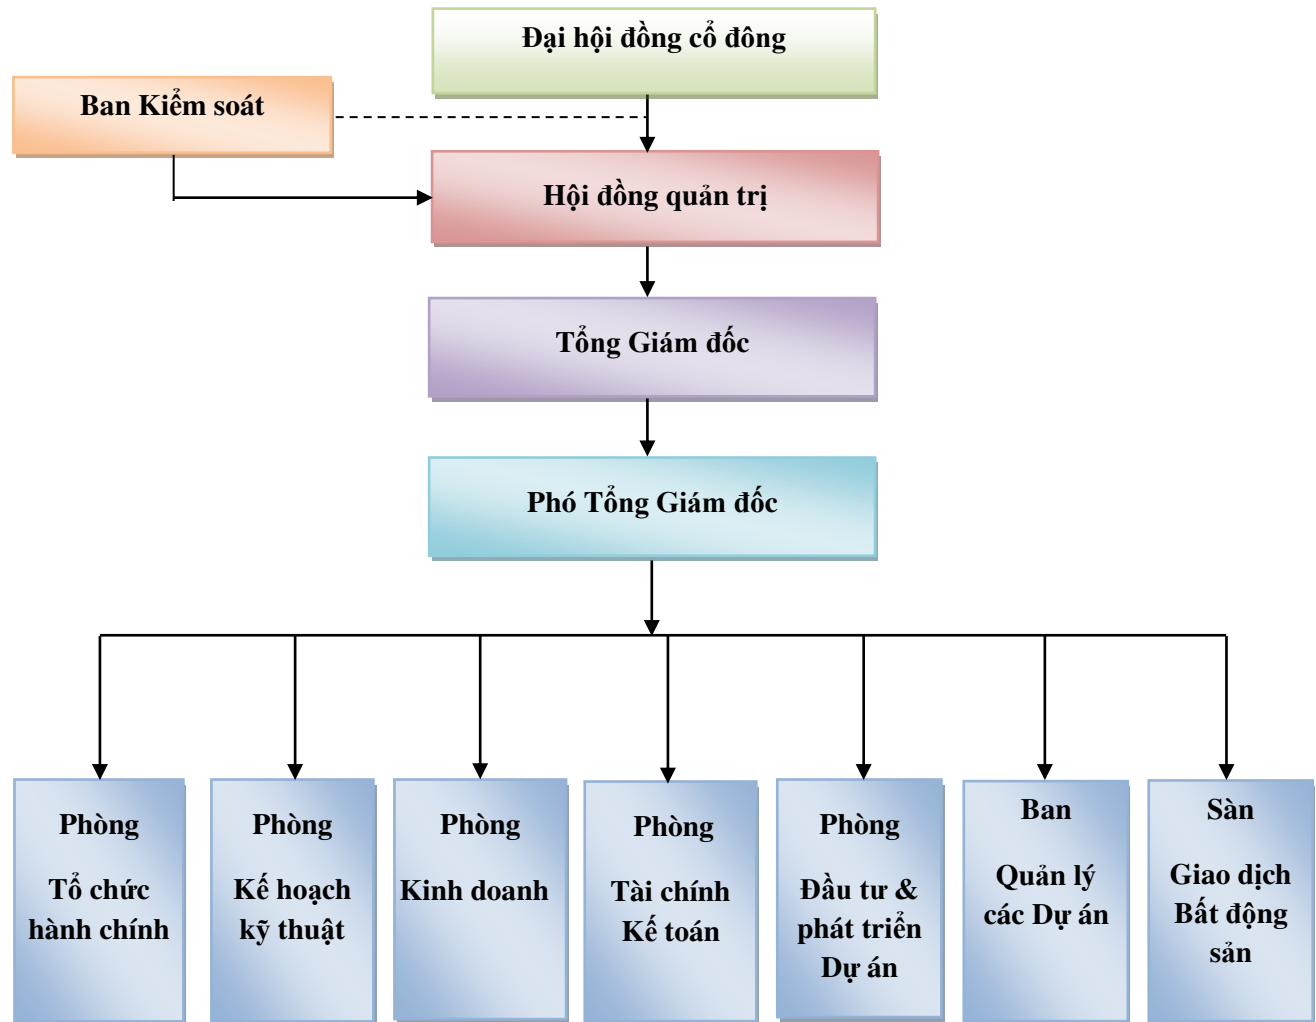 Đại hội đồng cổ đông
Ban Kiểm soát
Hội đồng quản trị
Tổng Giám đốc
Phó Tổng Giám đốc
Phòng
Tổ chức
hành chính
Phòng
Kế hoạch
kỹ thuật
Phòng
Kinh doanh
Phòng
Tài chính
Kế toán
Phòng
Đầu tư &
phát triển
Dự án
Ban
Quản lý
các Dự án
Sàn
Giao dịch
Bất động
sản